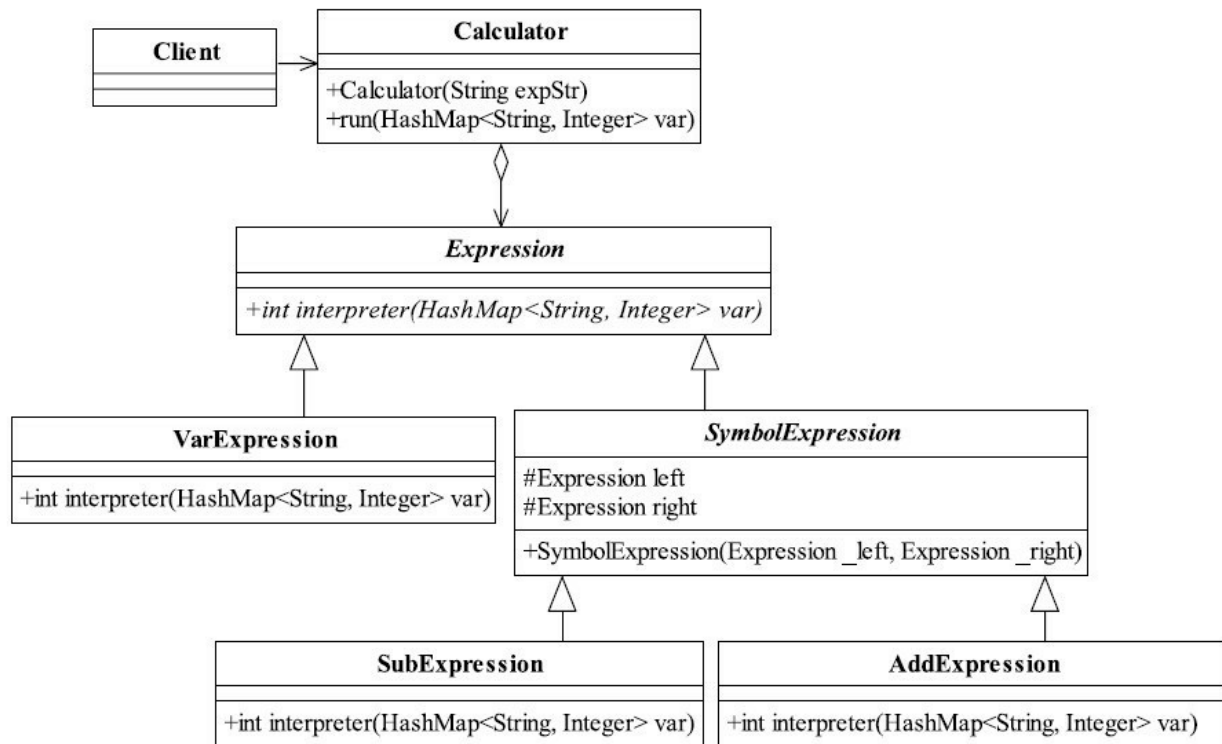 Client
Calculator
+Calculator(String expStr)
+run(HashMap<String, Integer> var)
Expression
+int interpreter(HashMap<String, Integer> var)
VarExpression
+int interpreter(HashMap<String, Integer> var)
SymbolExpression
#Expression left
#Expression right
+SymbolExpression(Expression _left, Expression _right)
SubExpression
+int interpreter(HashMap<String, Integer> var)
AddExpression
+int interpreter(HashMap<String, Integer> var)